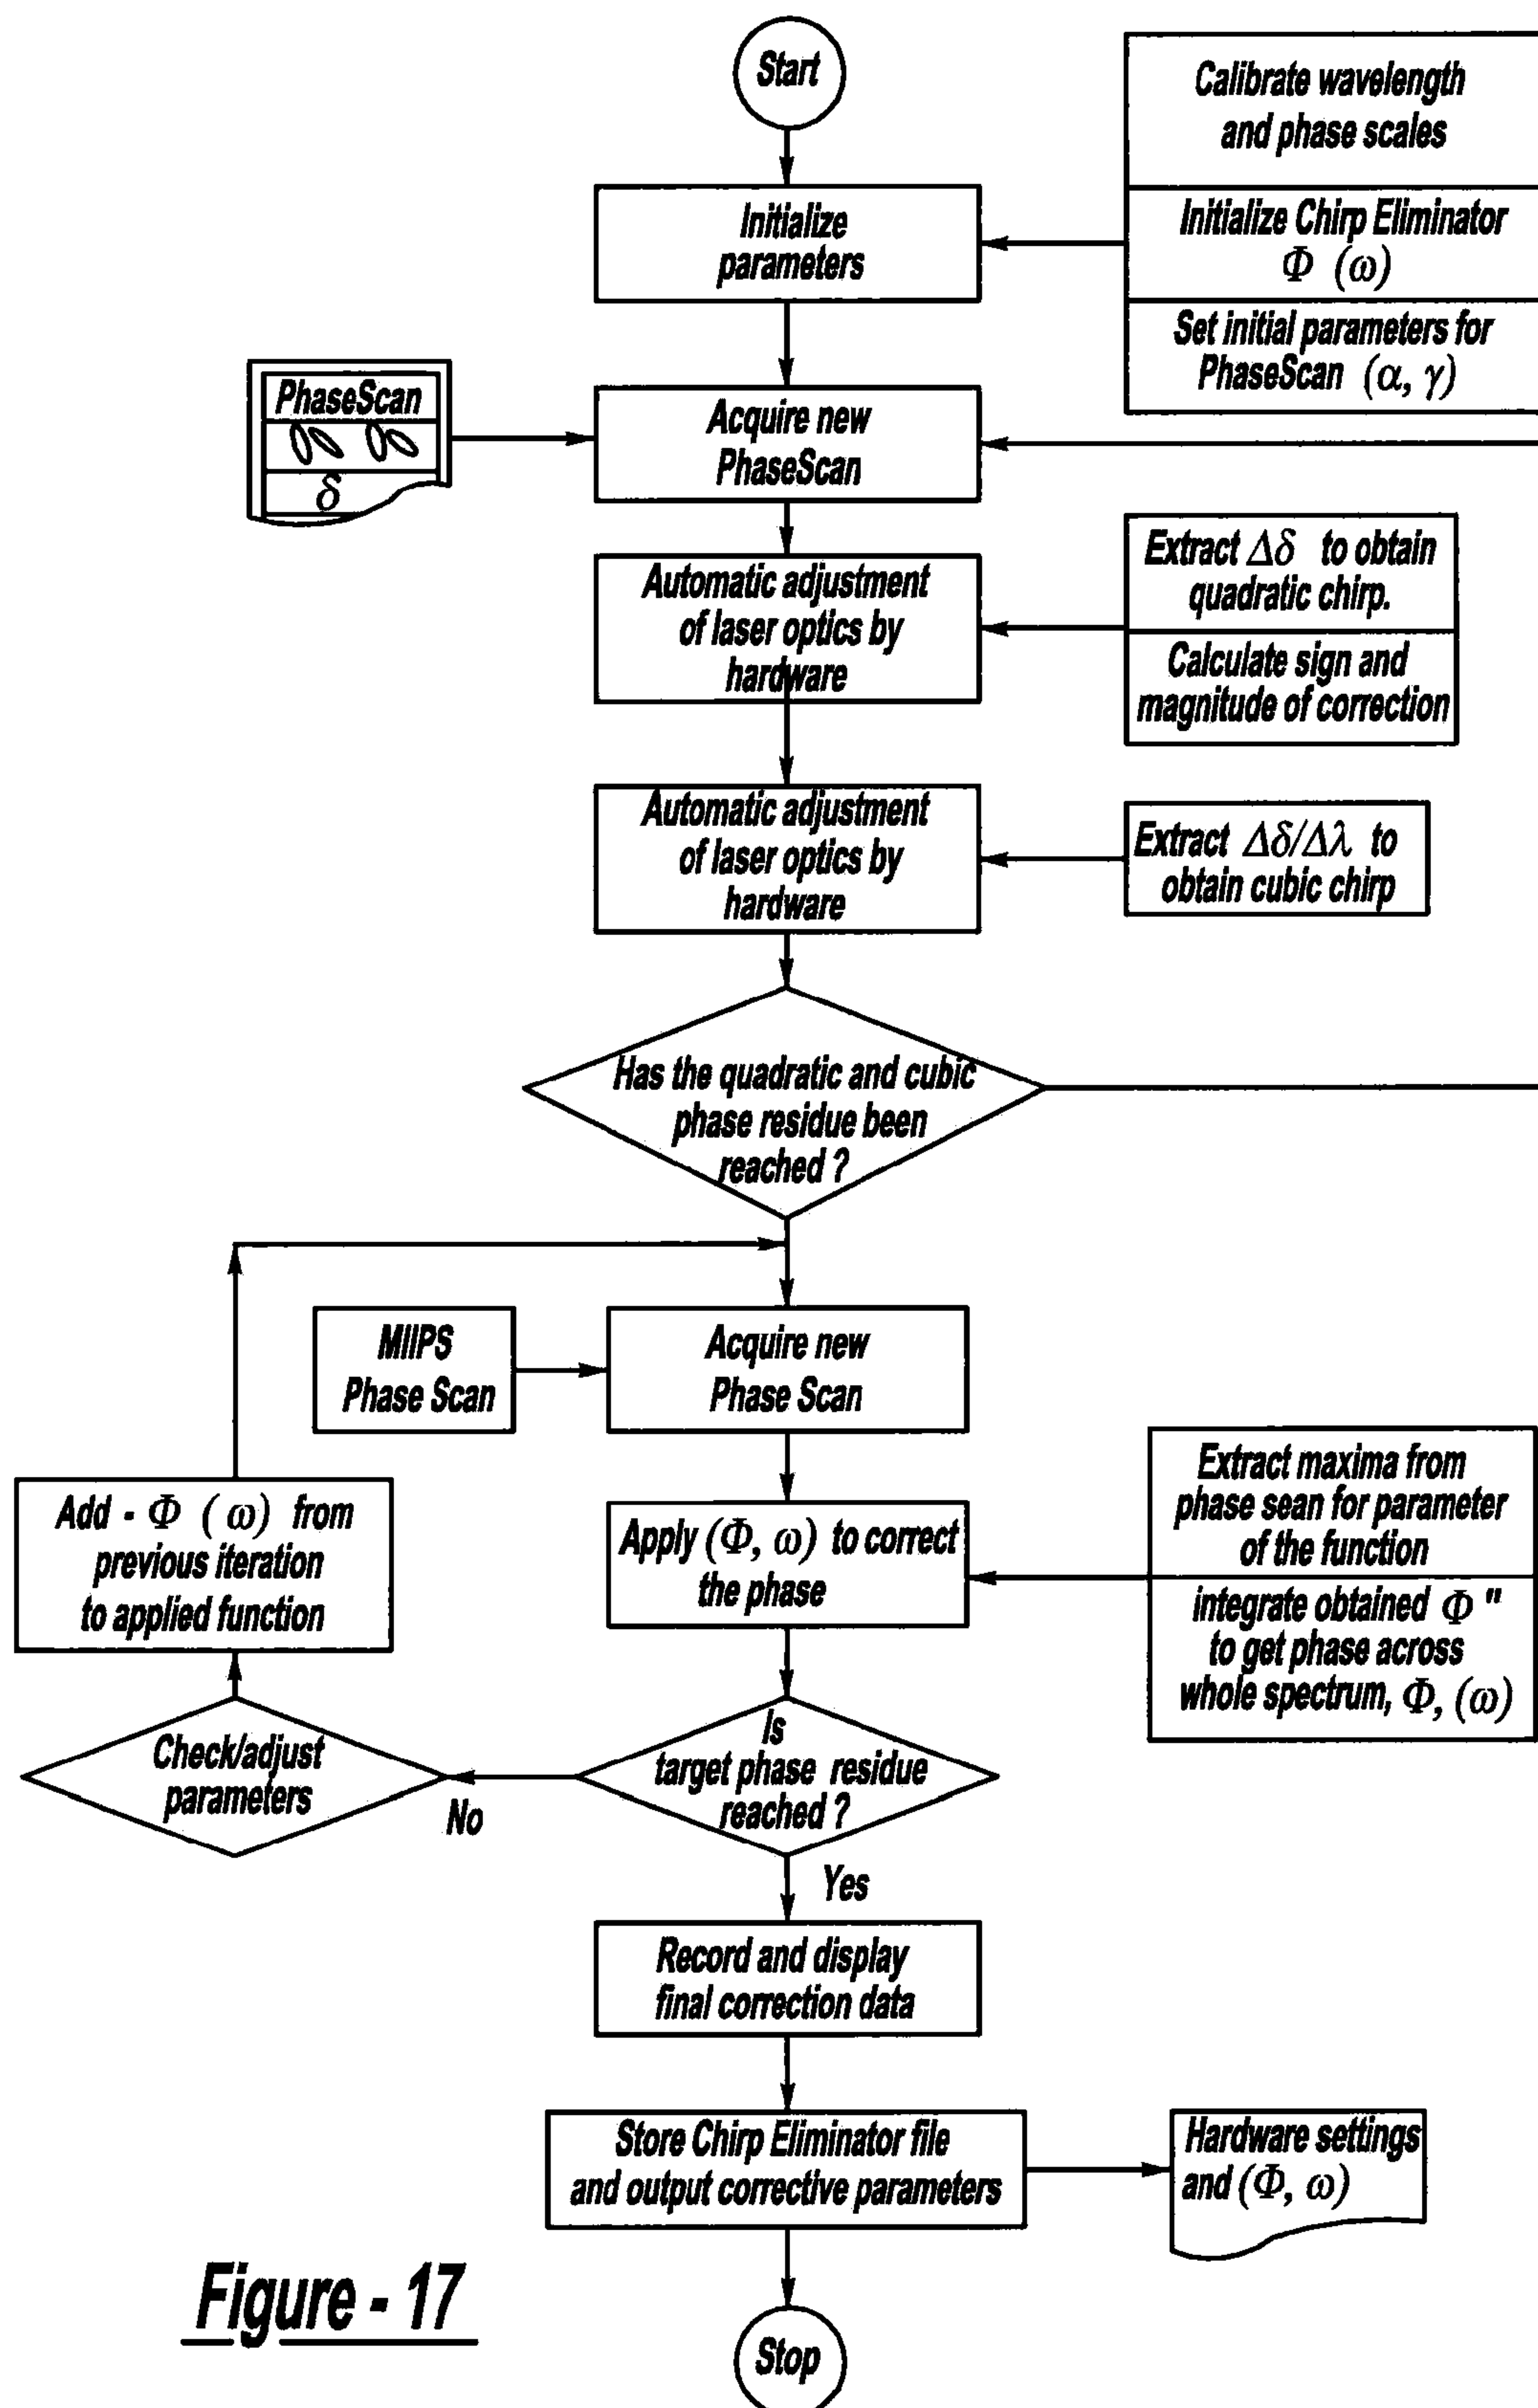 Start
Calibrate wavelength
and phase scales
Initialize
parameters
Initialize Chirp Eliminator
Φ (ω)
Set initial parameters for
PhaseScan (α, γ)
PhaseScan
δ
Acquire new
PhaseScan
Automatic adjustment
of laser optics by
hardware
Extract Δδ to obtain
quadratic chirp.
Calculate sign and
magnitude of correction
Automatic adjustment
of laser optics by
hardware
Extract Δδ/Δλ to
obtain cubic chirp
Has the quadratic and cubic
phase residue been
reached ?
MIIPS
Phase Scan
Acquire new
Phase Scan
Add - Φ (ω) from
previous iteration
to applied function
Apply (Φ, ω) to correct
the phase
Extract maxima from
phase sean for parameter
of the function
integrate obtained Φ "
to get phase across
whole spectrum, Φ, (ω)
Check/adjust
parameters
No
Is
target phase residue
reached ?
Yes
Record and display
final correction data
Store Chirp Eliminator file
and output corrective parameters
Hardware settings
and (Φ, ω)
Stop
Figure - 17